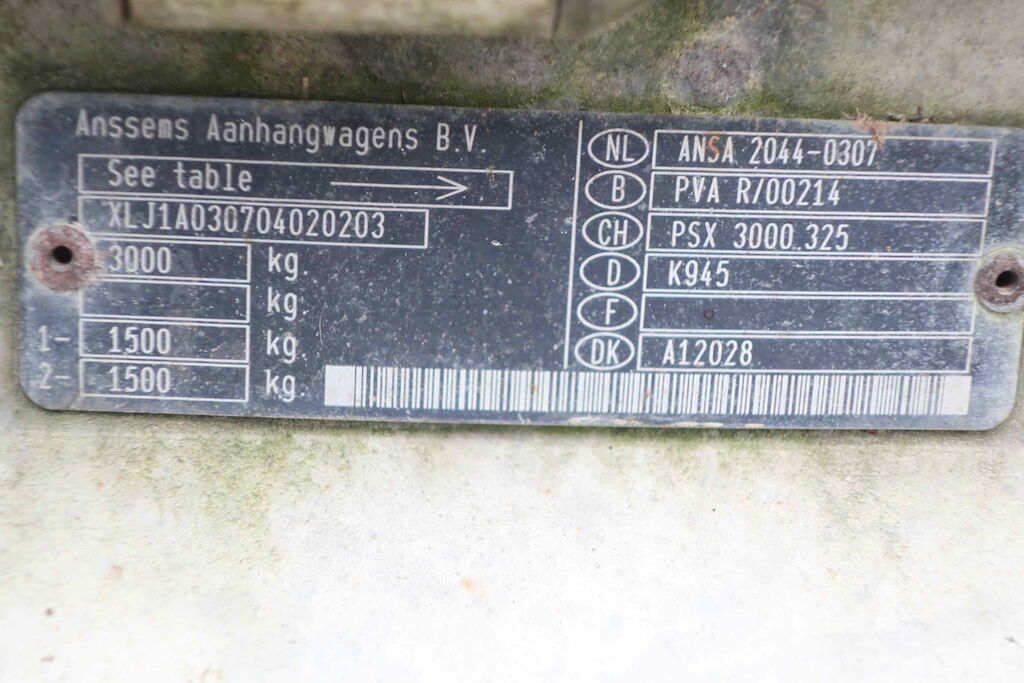 Anssems Aanhangwagens B.V.
See table
XLJ1A030704020203
3000 kg.
kg.
1- 1500 kg.
2- 1500 kg.
NL ANSA 2044-0307
B PVA R/00214
CH PSX 3000.325
D K945
F
DK A12028